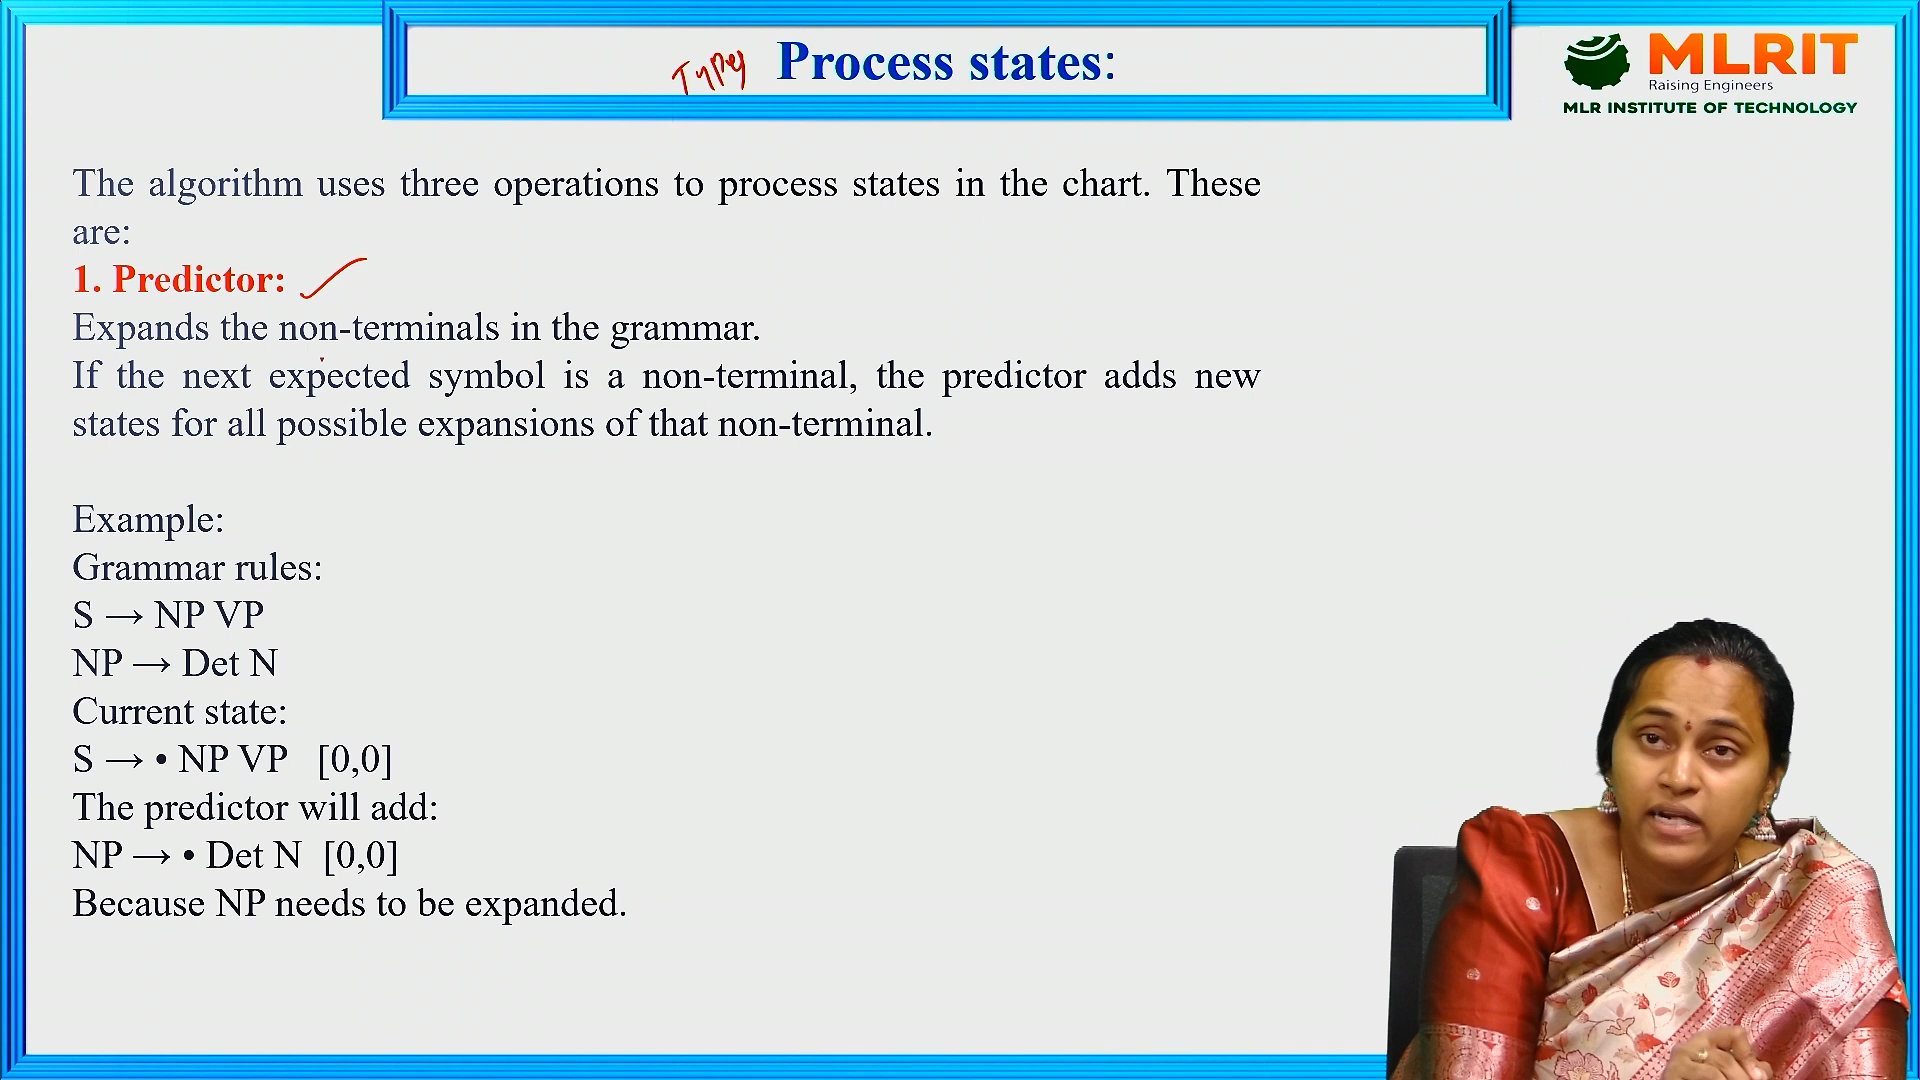 Process states:
MLRIT
Raising Engineers
MLR INSTITUTE OF TECHNOLOGY
The algorithm uses three operations to process states in the chart. These
are:
1. Predictor:
Expands the non-terminals in the grammar.
If the next expected symbol is a non-terminal, the predictor adds new
states for all possible expansions of that non-terminal.
Example:
Grammar rules:
S → NP VP
NP → Det N
Current state:
S → • NP VP [0,0]
The predictor will add:
NP → • Det N [0,0]
Because NP needs to be expanded.